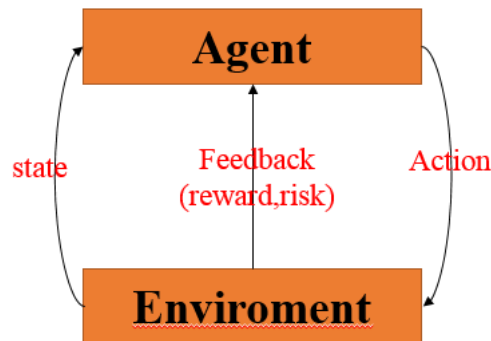 Agent
state
Feedback
(reward,risk)
Action
Enviroment